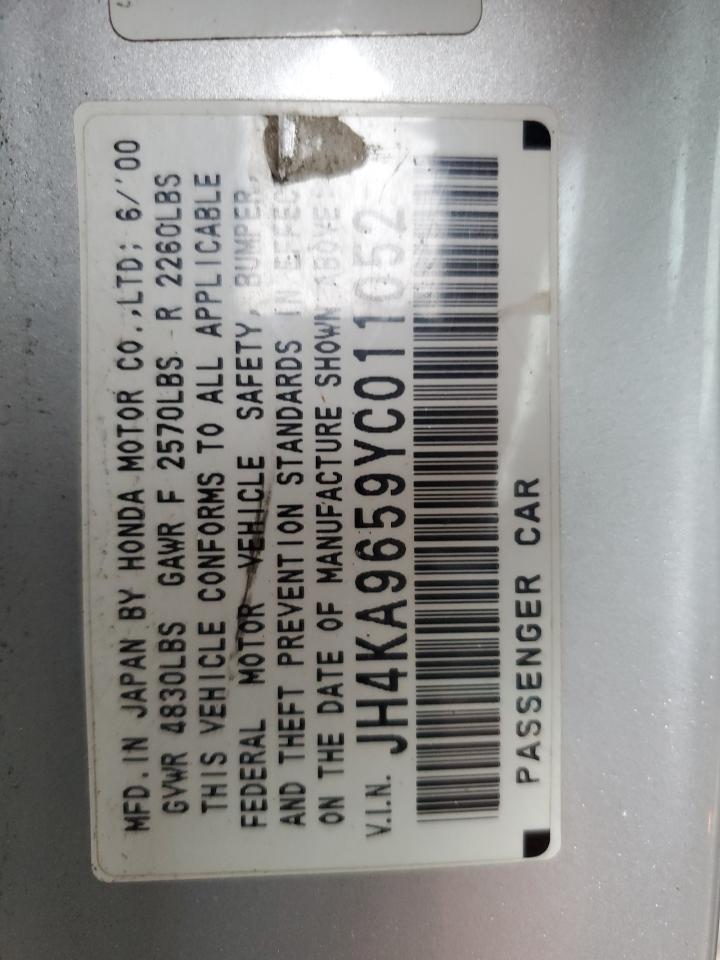 MFD. IN JAPAN BY HONDA MOTOR CO.,LTD; 6/'00
GVWR 4830LBS GAWR F 2570LBS R 2260LBS
THIS VEHICLE CONFORMS TO ALL APPLICABLE
FEDERAL MOTOR VEHICLE SAFETY, BUMPER,
AND THEFT PREVENTION STANDARDS IN EFFEC
ON THE DATE OF MANUFACTURE SHOWN ABOVE.
V.I.N. JH4KA9659YC011052
PASSENGER CAR